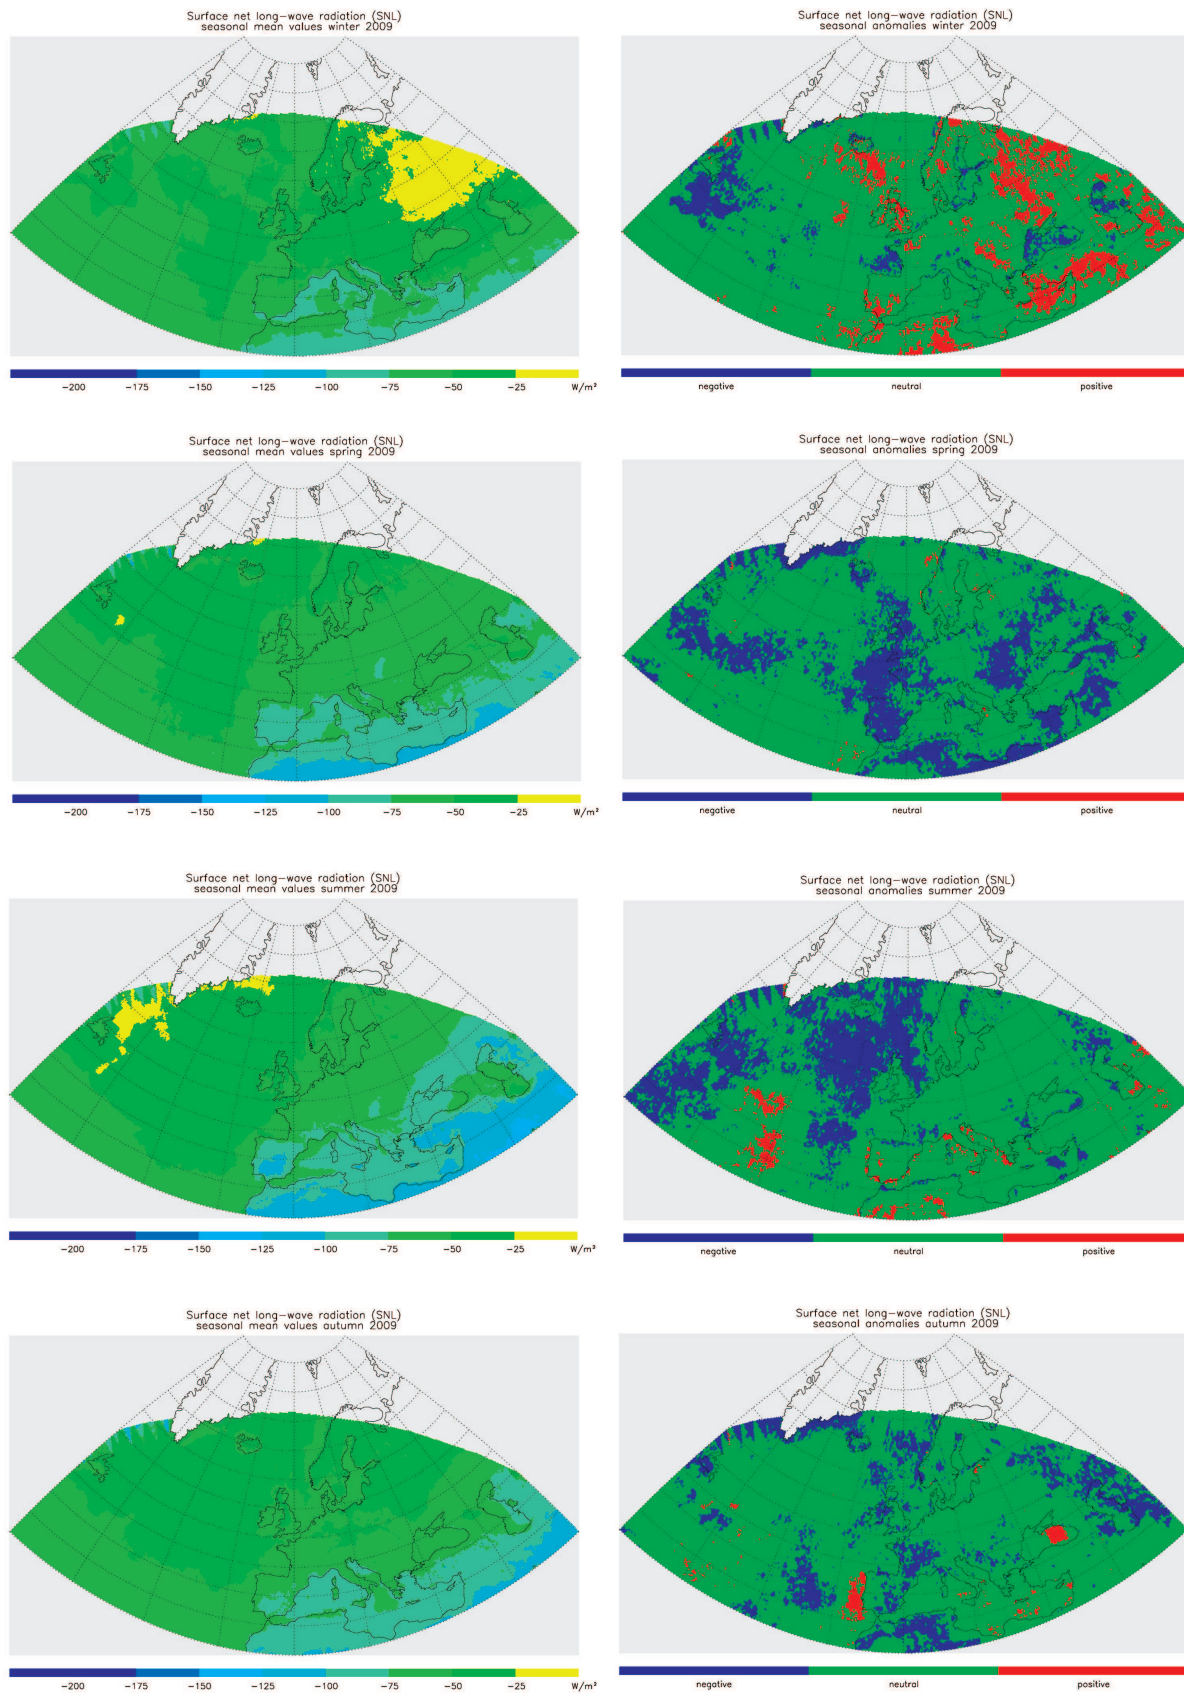 Surface net long-wave radiation (SNL)
seasonal mean values winter 2009
-200 -175 -150 -125 -100 -75 -50 -25 W/m²
Surface net long-wave radiation (SNL)
seasonal anomalies winter 2009
negative neutral positive
Surface net long-wave radiation (SNL)
seasonal mean values spring 2009
-200 -175 -150 -125 -100 -75 -50 -25 W/m²
Surface net long-wave radiation (SNL)
seasonal anomalies spring 2009
negative neutral positive
Surface net long-wave radiation (SNL)
seasonal mean values summer 2009
-200 -175 -150 -125 -100 -75 -50 -25 W/m²
Surface net long-wave radiation (SNL)
seasonal anomalies summer 2009
negative neutral positive
Surface net long-wave radiation (SNL)
seasonal mean values autumn 2009
-200 -175 -150 -125 -100 -75 -50 -25 W/m²
Surface net long-wave radiation (SNL)
seasonal anomalies autumn 2009
negative neutral positive